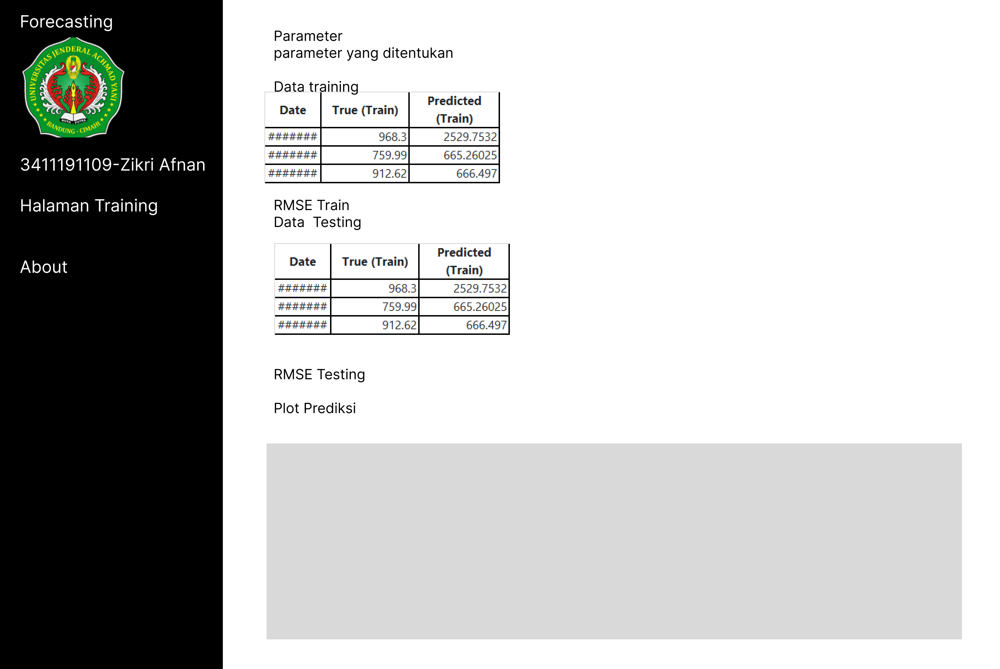 Forecasting
UNIVERSITAS JENDERAL ACHMAD YANI
NUSA PUTRA
BANDUNG - CIMAHI
3411191109-Zikri Afnan
Halaman Training
About
Parameter
parameter yang ditentukan
Data training
Date True (Train) Predicted (Train)
####### 968.3 2529.7532
####### 759.99 665.26025
####### 912.62 666.497
RMSE Train
Data  Testing
Date True (Train) Predicted (Train)
####### 968.3 2529.7532
####### 759.99 665.26025
####### 912.62 666.497
RMSE Testing
Plot Prediksi